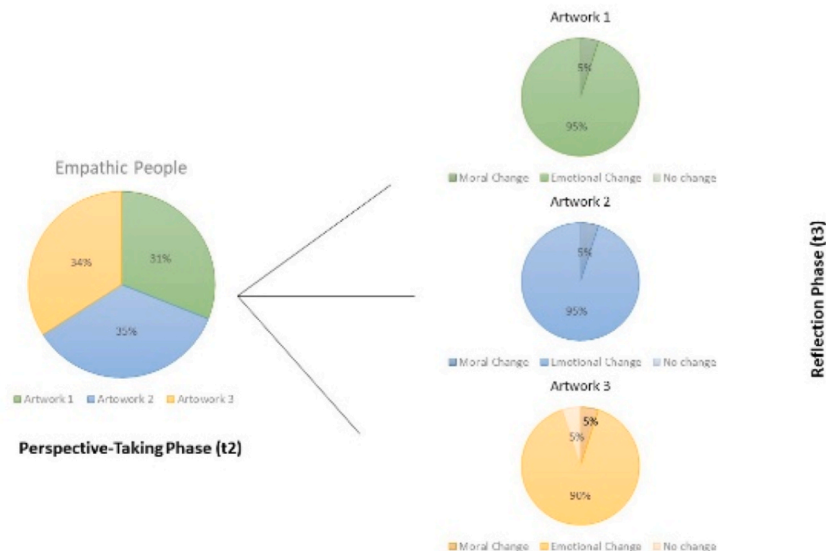 Empathic People
31%
34%
35%
Artwork 1 Artowork 2 Artowork 3
Perspective-Taking Phase (t2)
Artwork 1
5%
95%
Moral Change Emotional Change No change
Artwork 2
5%
95%
Moral Change Emotional Change No change
Artwork 3
5%
5%
90%
Moral Change Emotional Change No change
Reflection Phase (t3)